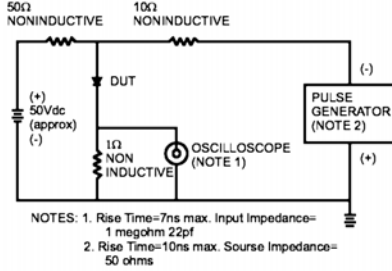 50Ω
NONINDUCTIVE
10Ω
NONINDUCTIVE
(+)
50Vdc
(approx)
(-)
DUT
1Ω
NON
INDUCTIVE
OSCILLOSCOPE
(NOTE 1)
(-)
PULSE
GENERATOR
(NOTE 2)
(+)
NOTES: 1. Rise Time=7ns max. Input Impedance=
1 megohm 22pf
2. Rise Time=10ns max. Sourse Impedance=
50 ohms